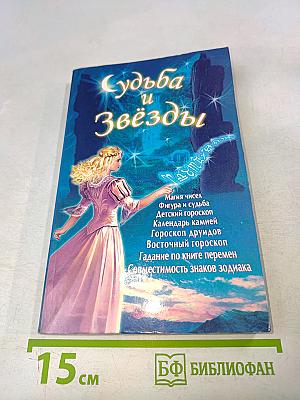 Судьба
и
Звёзды
Магия чисел
Фигура и судьба
Детский гороскоп
Календарь камней
Гороскоп друидов
Восточный гороскоп
Гадание по книге перемен
Совместимость знаков зодиака
15 см
БФ БИБЛИОФАН